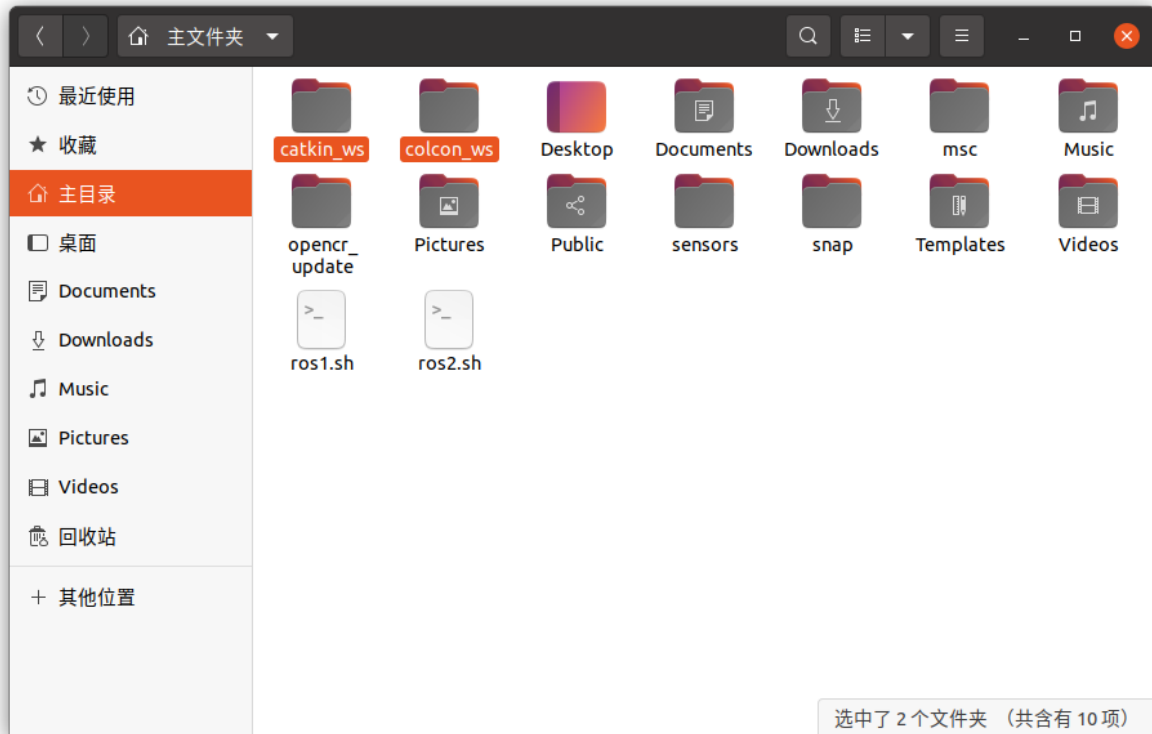 主文件夹
最近使用
收藏
主目录
桌面
Documents
Downloads
Music
Pictures
Videos
回收站
其他位置
catkin_ws
colcon_ws
Desktop
Documents
Downloads
msc
Music
opencr_
update
Pictures
Public
sensors
snap
Templates
Videos
>_
ros1.sh
>_
ros2.sh
选中了 2 个文件夹 （共含有 10 项）